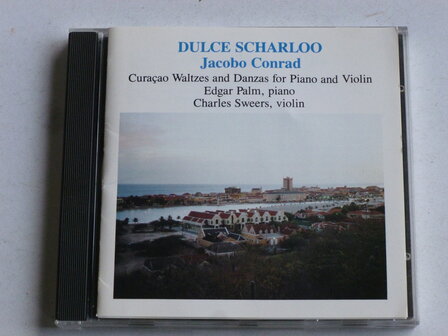 DULCE SCHARLOO
Jacobo Conrad
Curaçao Waltzes and Danzas for Piano and Violin
Edgar Palm, piano
Charles Sweers, violin